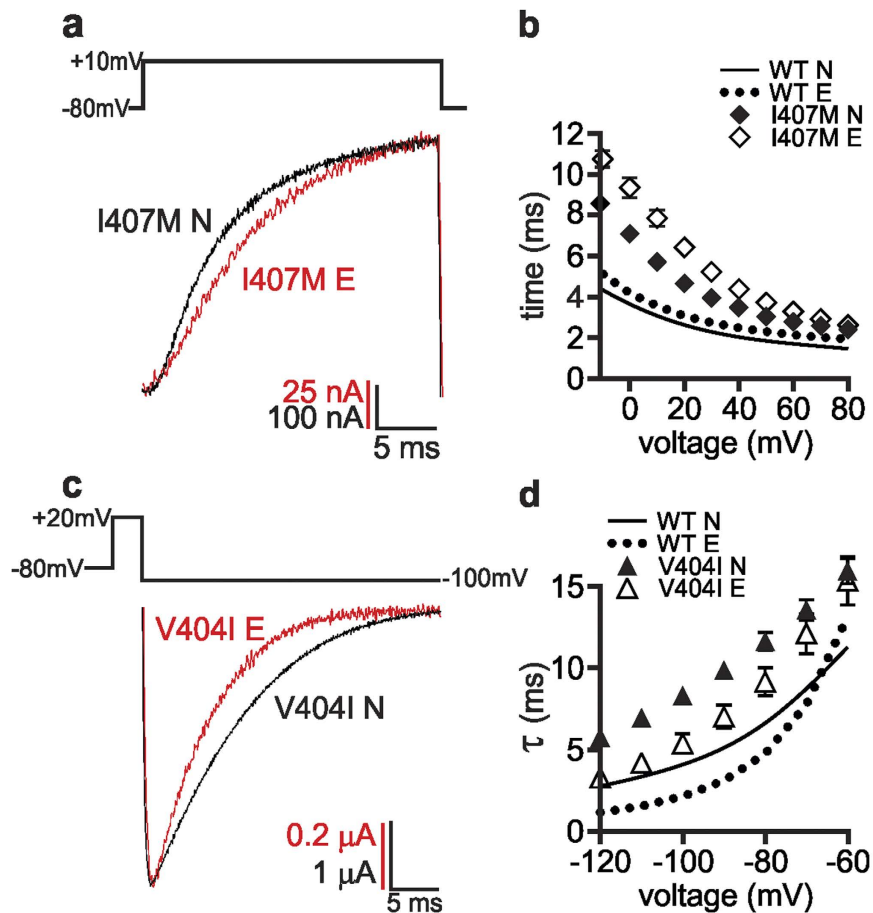 a
+10mV
-80mV
I407M N
I407M E
25 nA
100 nA
5 ms
b
WT N
WT E
I407M N
I407M E
12
10
8
6
4
2
0
time (ms)
0 20 40 60 80
voltage (mV)
c
+20mV
-80mV
-100mV
V404I E
V404I N
0.2 µA
1 µA
5 ms
d
WT N
WT E
V404I N
V404I E
15
10
5
0
τ (ms)
-120 -100 -80 -60
voltage (mV)